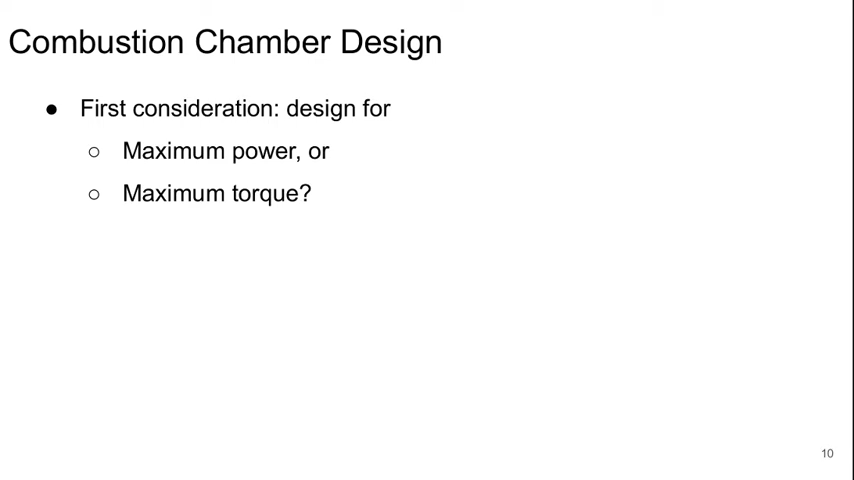 Combustion Chamber Design
● First consideration: design for
○ Maximum power, or
○ Maximum torque?
10